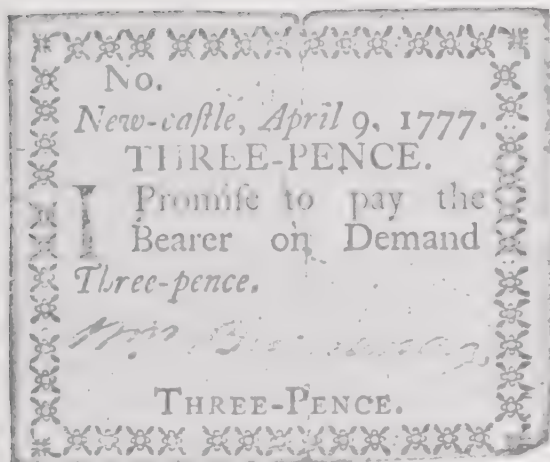 No.
New-caſtle, April 9, 1777.
THREE-PENCE.
I Promiſe to pay the
Bearer on Demand
Three-pence.
THREE-PENCE.